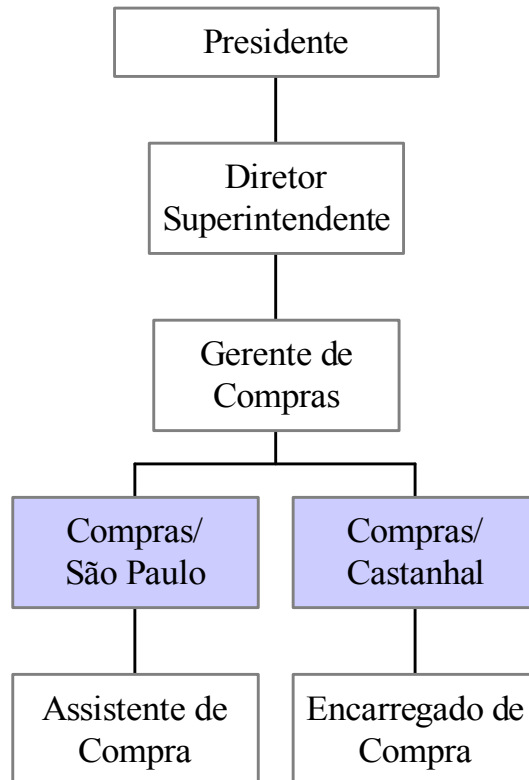 Presidente
Diretor
Superintendente
Gerente de
Compras
Compras/
São Paulo
Compras/
Castanhal
Assistente de
Compra
Encarregado de
Compra